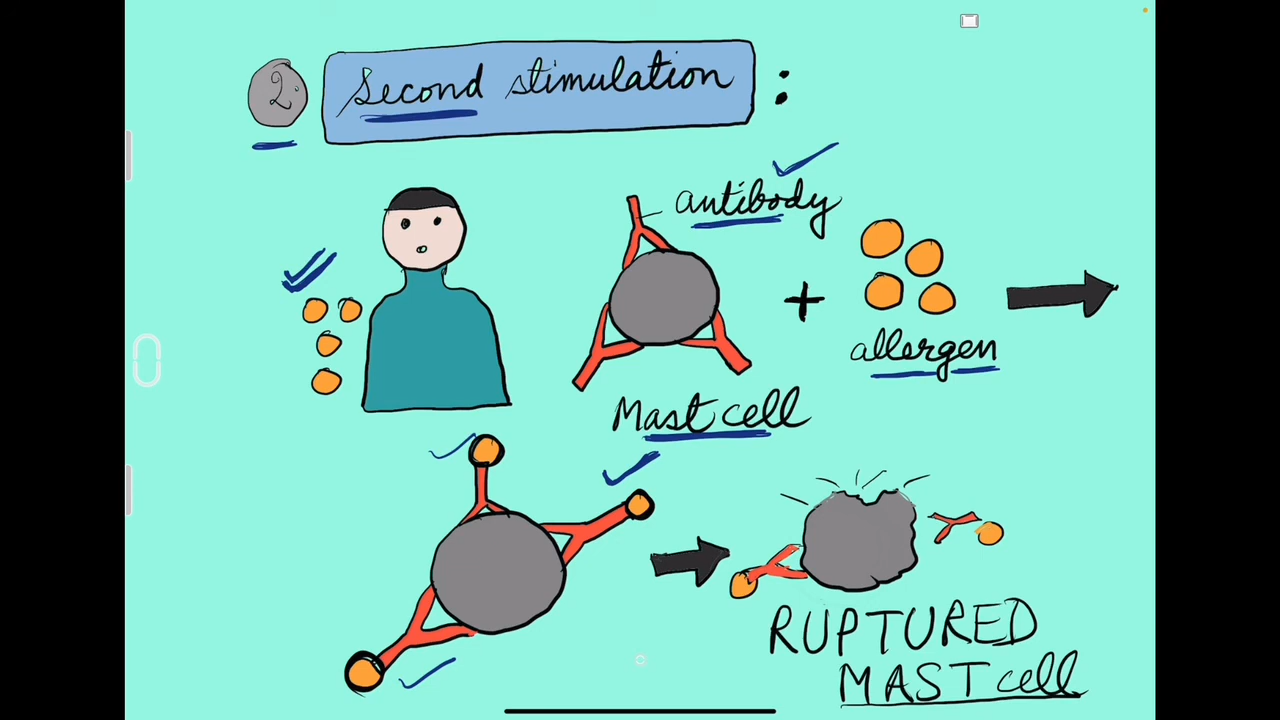 2.
Second stimulation :
antibody
+
allergen
Mast cell
RUPTURED
MAST cell